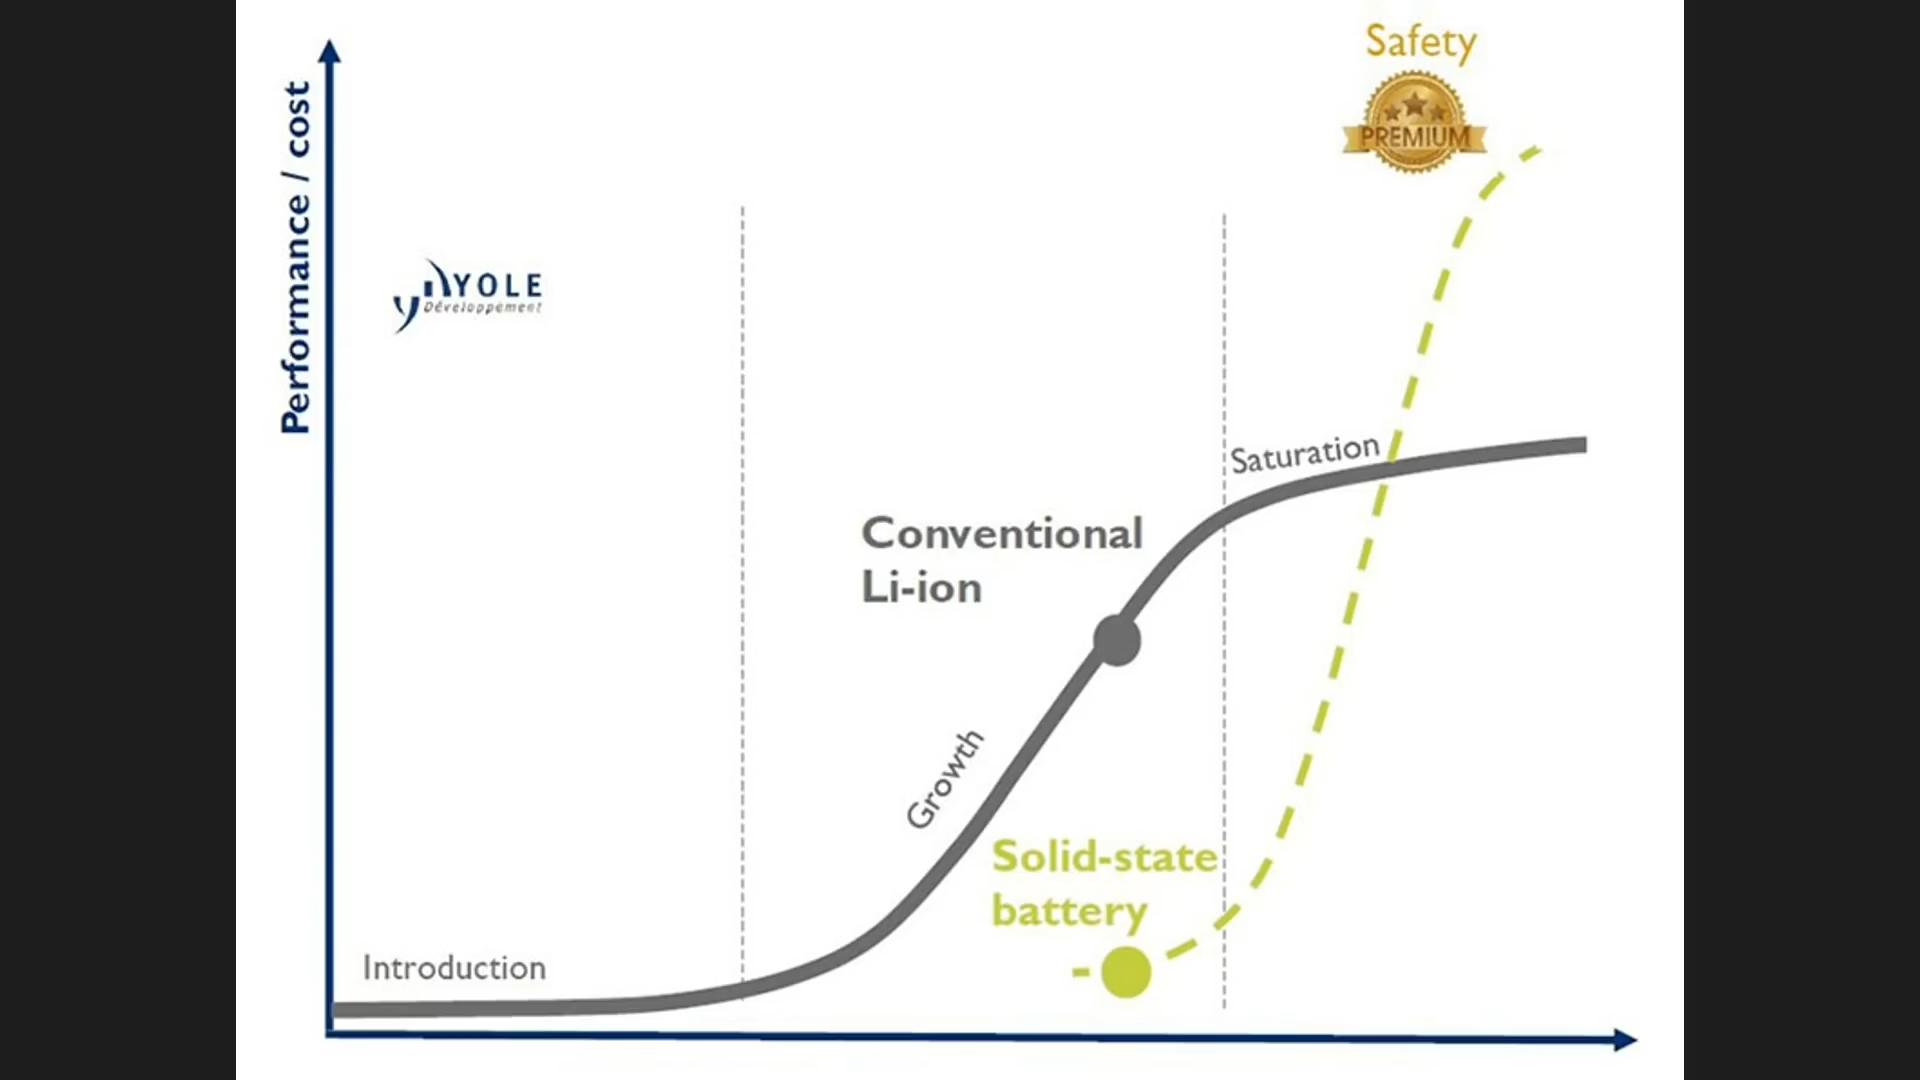 Safety
PREMIUM
Performance / cost
YOLE
Développement
Saturation
Conventional
Li-ion
Growth
Solid-state
battery
Introduction